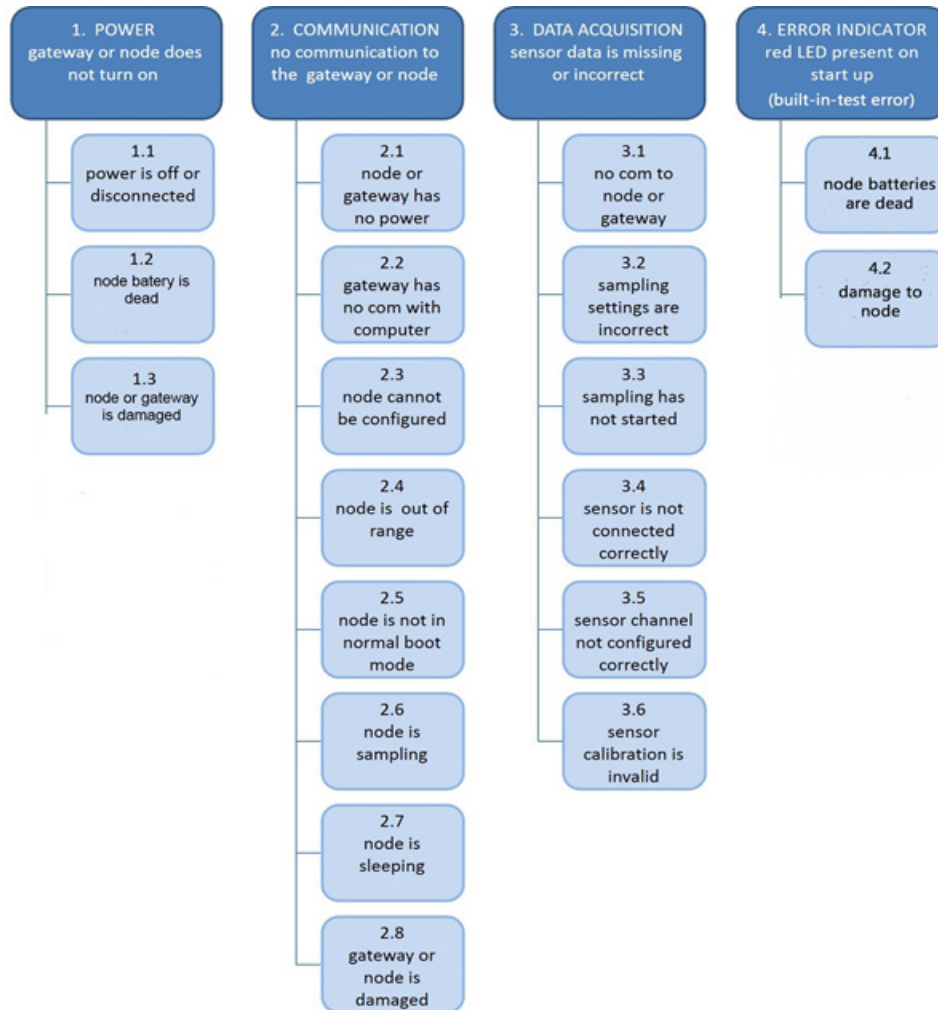 1. POWER
gateway or node does
not turn on
1.1
power is off or
disconnected
1.2
node batery is
dead
1.3
node or gateway
is damaged
2. COMMUNICATION
no communication to
the gateway or node
2.1
node or
gateway has
no power
2.2
gateway has
no com with
computer
2.3
node cannot
be configured
2.4
node is out of
range
2.5
node is not in
normal boot
mode
2.6
node is
sampling
2.7
node is
sleeping
2.8
gateway or
node is
damaged
3. DATA ACQUISITION
sensor data is missing
or incorrect
3.1
no com to
node or
gateway
3.2
sampling
settings are
incorrect
3.3
sampling has
not started
3.4
sensor is not
connected
correctly
3.5
sensor channel
not configured
correctly
3.6
sensor
calibration is
invalid
4. ERROR INDICATOR
red LED present on
start up
(built-in-test error)
4.1
node batteries
are dead
4.2
damage to
node